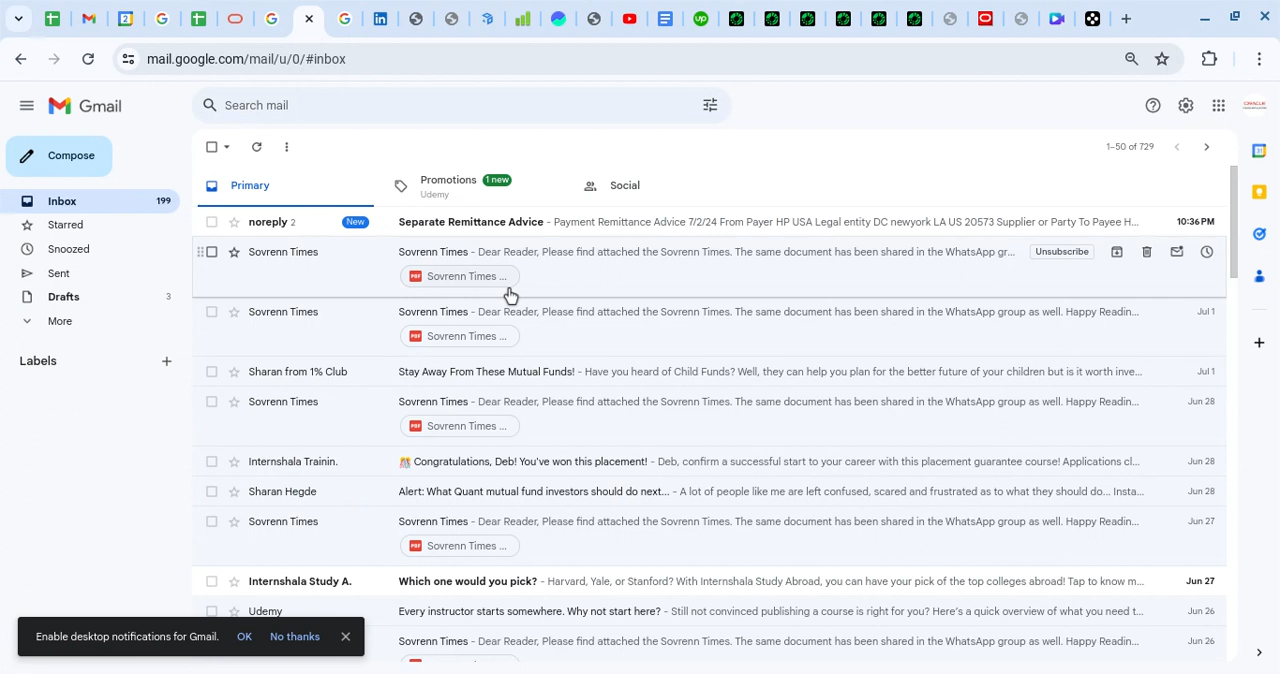 mail.google.com/mail/u/0/#inbox
Gmail
Search mail
Compose
1–50 of 729
Primary
Promotions 1 new
Udemy
Social
Inbox 199
Starred
Snoozed
Sent
Drafts 3
More
Labels
noreply 2 New Separate Remittance Advice - Payment Remittance Advice 7/2/24 From Payer HP USA Legal entity DC newyork LA US 20573 Supplier or Party To Payee H... 10:36 PM
Sovrenn Times Sovrenn Times - Dear Reader, Please find attached the Sovrenn Times. The same document has been shared in the WhatsApp gr... Unsubscribe
PDF Sovrenn Times ...
Sovrenn Times Sovrenn Times - Dear Reader, Please find attached the Sovrenn Times. The same document has been shared in the WhatsApp group as well. Happy Readin... Jul 1
PDF Sovrenn Times ...
Sharan from 1% Club Stay Away From These Mutual Funds! - Have you heard of Child Funds? Well, they can help you plan for the better future of your children but is it worth inve... Jul 1
Sovrenn Times Sovrenn Times - Dear Reader, Please find attached the Sovrenn Times. The same document has been shared in the WhatsApp group as well. Happy Readin... Jun 28
PDF Sovrenn Times ...
Internshala Trainin. 🎊 Congratulations, Deb! You've won this placement! - Deb, confirm a successful start to your career with this placement guarantee course! Applications cl... Jun 28
Sharan Hegde Alert: What Quant mutual fund investors should do next... - A lot of people like me are left confused, scared and frustrated as to what they should do... Insta... Jun 28
Sovrenn Times Sovrenn Times - Dear Reader, Please find attached the Sovrenn Times. The same document has been shared in the WhatsApp group as well. Happy Readin... Jun 27
PDF Sovrenn Times ...
Internshala Study A. Which one would you pick? - Harvard, Yale, or Stanford? With Internshala Study Abroad, you can have your pick of the top colleges abroad! Tap to know m... Jun 27
Udemy Every instructor starts somewhere. Why not start here? - Still not convinced publishing a course is right for you? Here's a quick overview of what you need t... Jun 26
Sovrenn Times - Dear Reader, Please find attached the Sovrenn Times. The same document has been shared in the WhatsApp group as well. Happy Readin... Jun 26
Enable desktop notifications for Gmail. OK No thanks